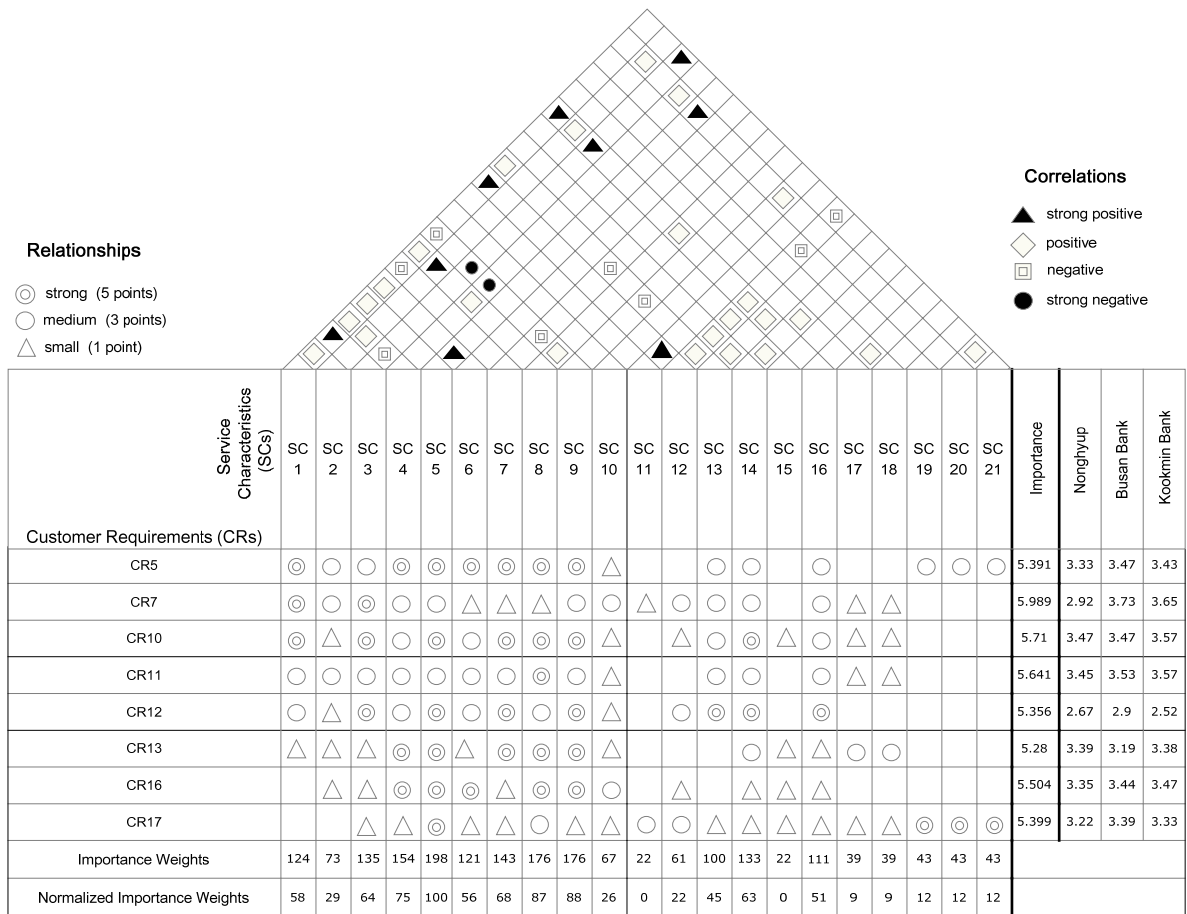 Correlations
strong positive
positive
negative
strong negative
Relationships
strong (5 points)
medium (3 points)
small (1 point)
Service
Characteristics
(SCs)
SC SC SC SC SC SC SC SC SC SC SC SC SC SC SC SC SC SC SC SC SC
1 2 3 4 5 6 7 8 9 10 11 12 13 14 15 16 17 18 19 20 21
Importance
Nonghyup
Busan Bank
Kookmin Bank
Customer Requirements (CRs)
CR5 5.391 3.33 3.47 3.43
CR7 5.989 2.92 3.73 3.65
CR10 5.71 3.47 3.47 3.57
CR11 5.641 3.45 3.53 3.57
CR12 5.356 2.67 2.9 2.52
CR13 5.28 3.39 3.19 3.38
CR16 5.504 3.35 3.44 3.47
CR17 5.399 3.22 3.39 3.33
Importance Weights 124 73 135 154 198 121 143 176 176 67 22 61 100 133 22 111 39 39 43 43 43
Normalized Importance Weights 58 29 64 75 100 56 68 87 88 26 0 22 45 63 0 51 9 9 12 12 12